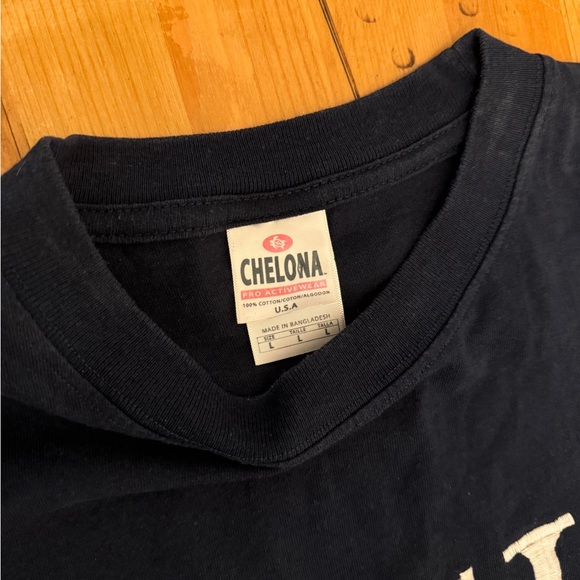 CHELONA
PRO ACTIVEWEAR
100% COTTON/COTON/ALGODON
U.S.A
MADE IN BANGLADESH
SIZE TAILLE TALLA
L L L